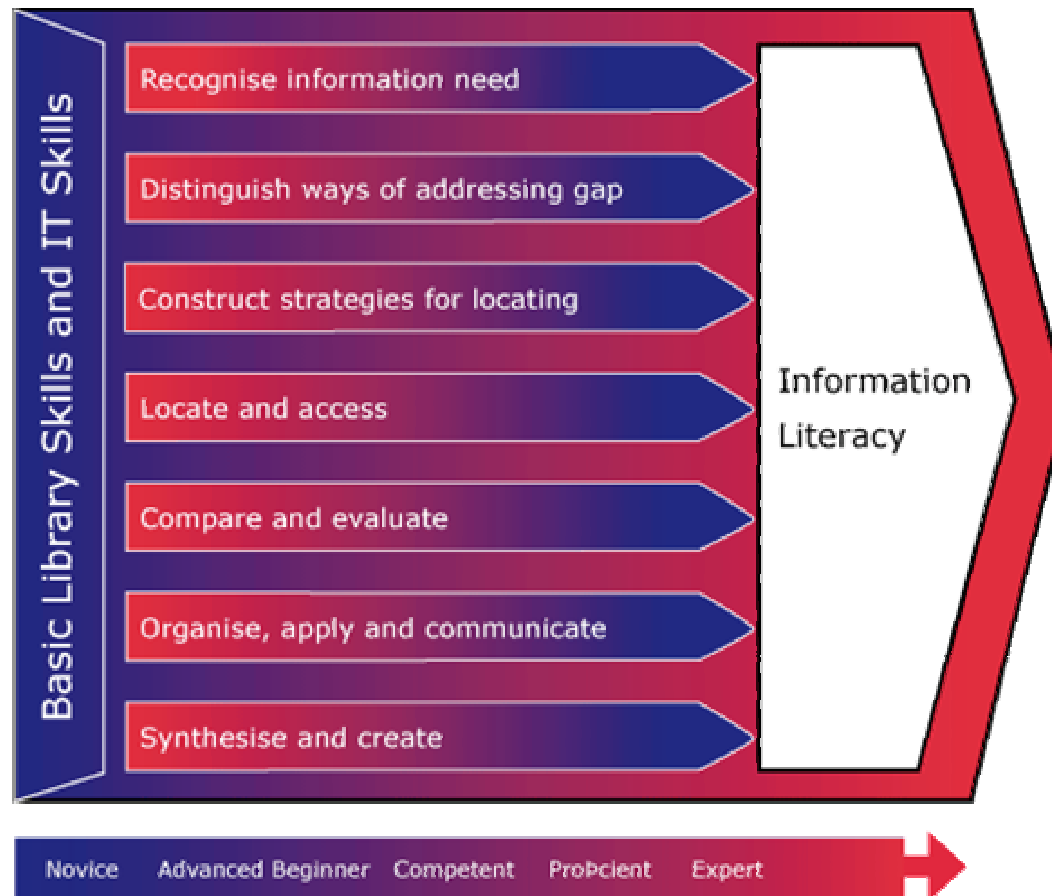 Basic Library Skills and IT Skills
Recognise information need
Distinguish ways of addressing gap
Construct strategies for locating
Locate and access
Compare and evaluate
Organise, apply and communicate
Synthesise and create
Information
Literacy
Novice Advanced Beginner Competent ProÞcient Expert